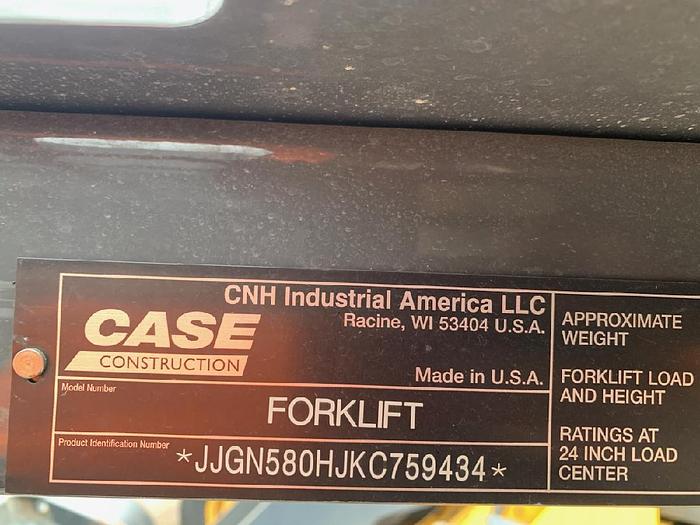 CNH Industrial America LLC
Racine, WI 53404 U.S.A.
CASE
CONSTRUCTION
Made in U.S.A.
Model Number
FORKLIFT
Product Identification Number
*JJGN580HJKC759434*
APPROXIMATE
WEIGHT
FORKLIFT LOAD
AND HEIGHT
RATINGS AT
24 INCH LOAD
CENTER